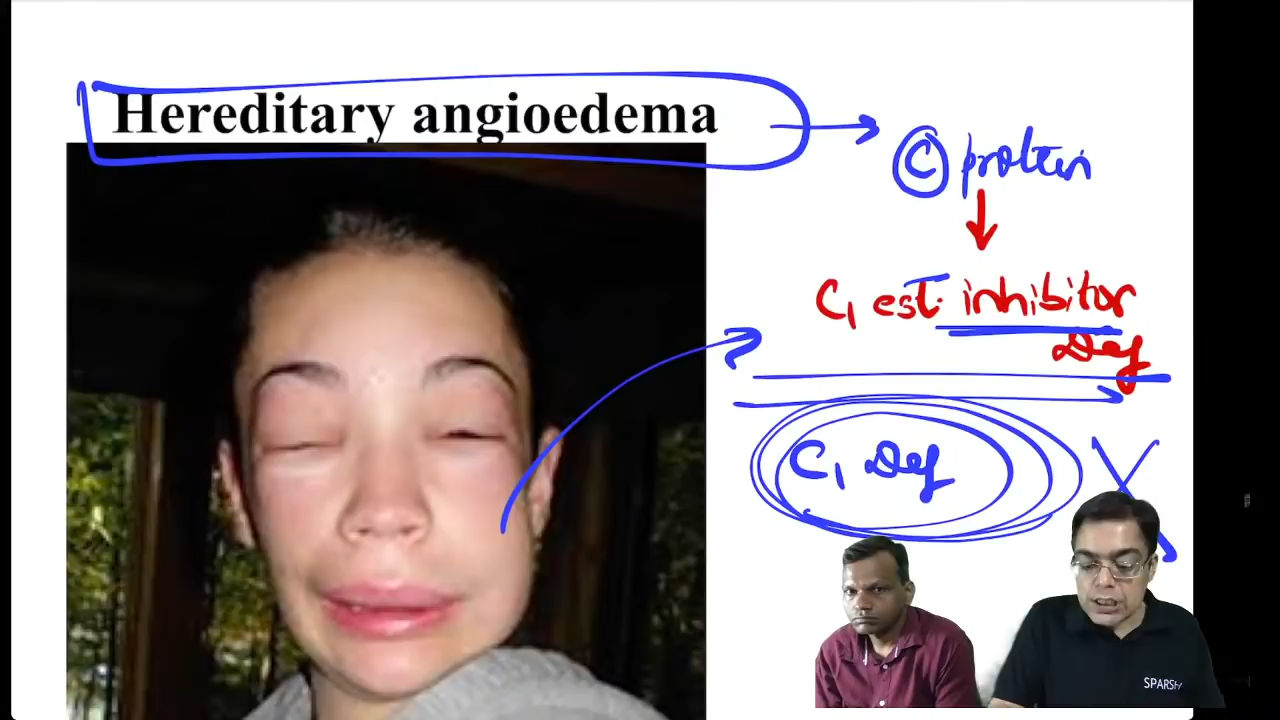 Hereditary angioedema
C protein
C1 est. inhibitor
Def
C1 Def
SPARSH